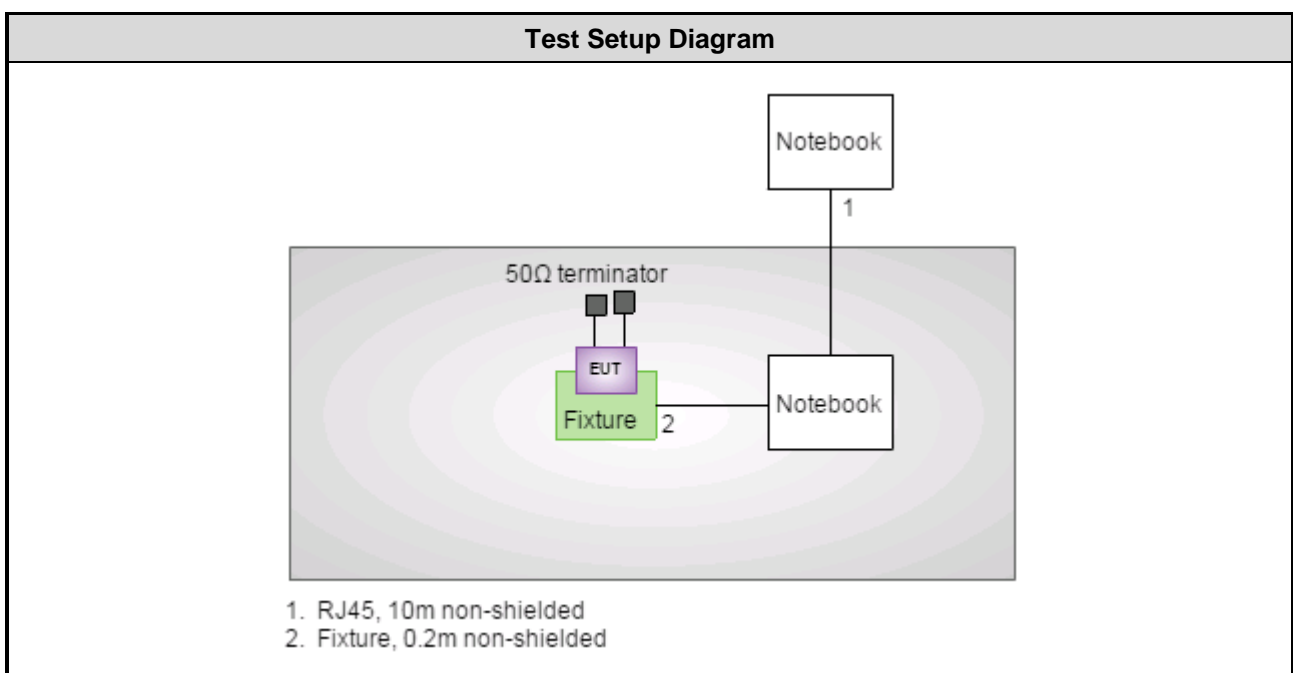 Test Setup Diagram
Notebook
1
50Ω terminator
EUT
Fixture
2
Notebook
1. RJ45, 10m non-shielded
2. Fixture, 0.2m non-shielded